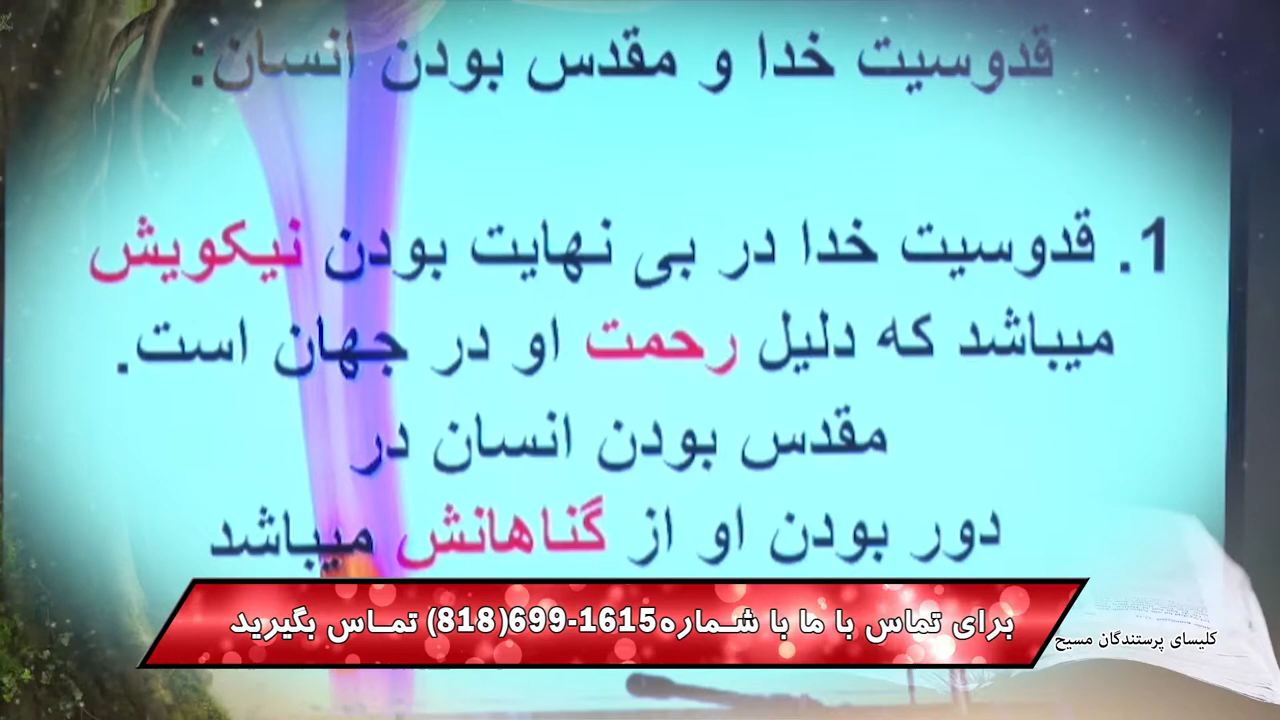 قدوسیت خدا و مقدس بودن انسان:
1. قدوسیت خدا در بی نهایت بودن نیکویش
میباشد که دلیل رحمت او در جهان است.
مقدس بودن انسان در
دور بودن او از گناهانش میباشد
برای تماس با ما با شـماره1615-699(818) تمـاس بگیرید
کلیسای پرستندگان مسیح